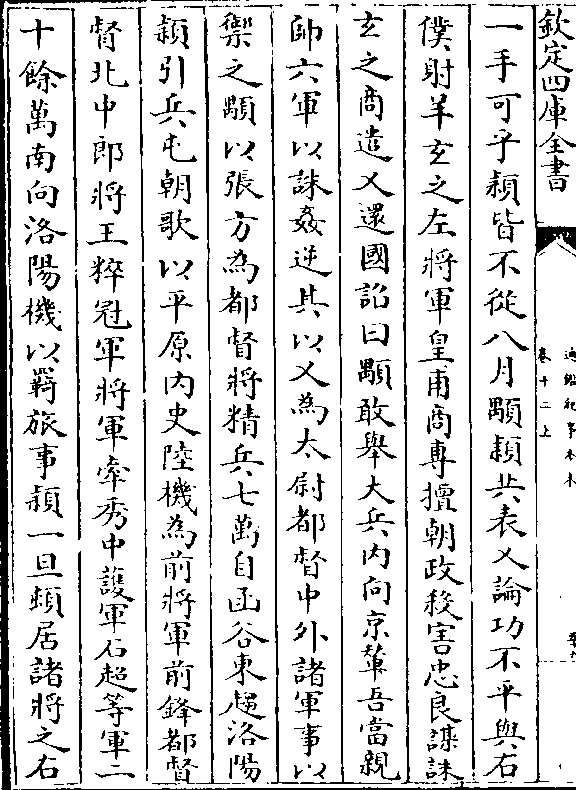 欽定四庫全書
通鑑紀事本末
卷十二上
一手可乎穎皆不從八月顒穎共表乂論功不平與右
僕射羊玄之左將軍皇甫商專擅朝政殺害忠良謀誅
玄之商遣乂還國詔曰顒敢舉大兵内向京輦吾當親
帥六軍以誅姦逆其以乂為太尉都督中外諸軍事以
禦之顒以張方為都督將精兵七萬自函谷東趨洛陽
穎引兵屯朝歌以平原内史陸機為前將軍前鋒都督
督北中郎將王粹冠軍將軍牽秀中護軍石超等軍二
十餘萬南向洛陽機以羇旅事穎一旦頓居諸將之右